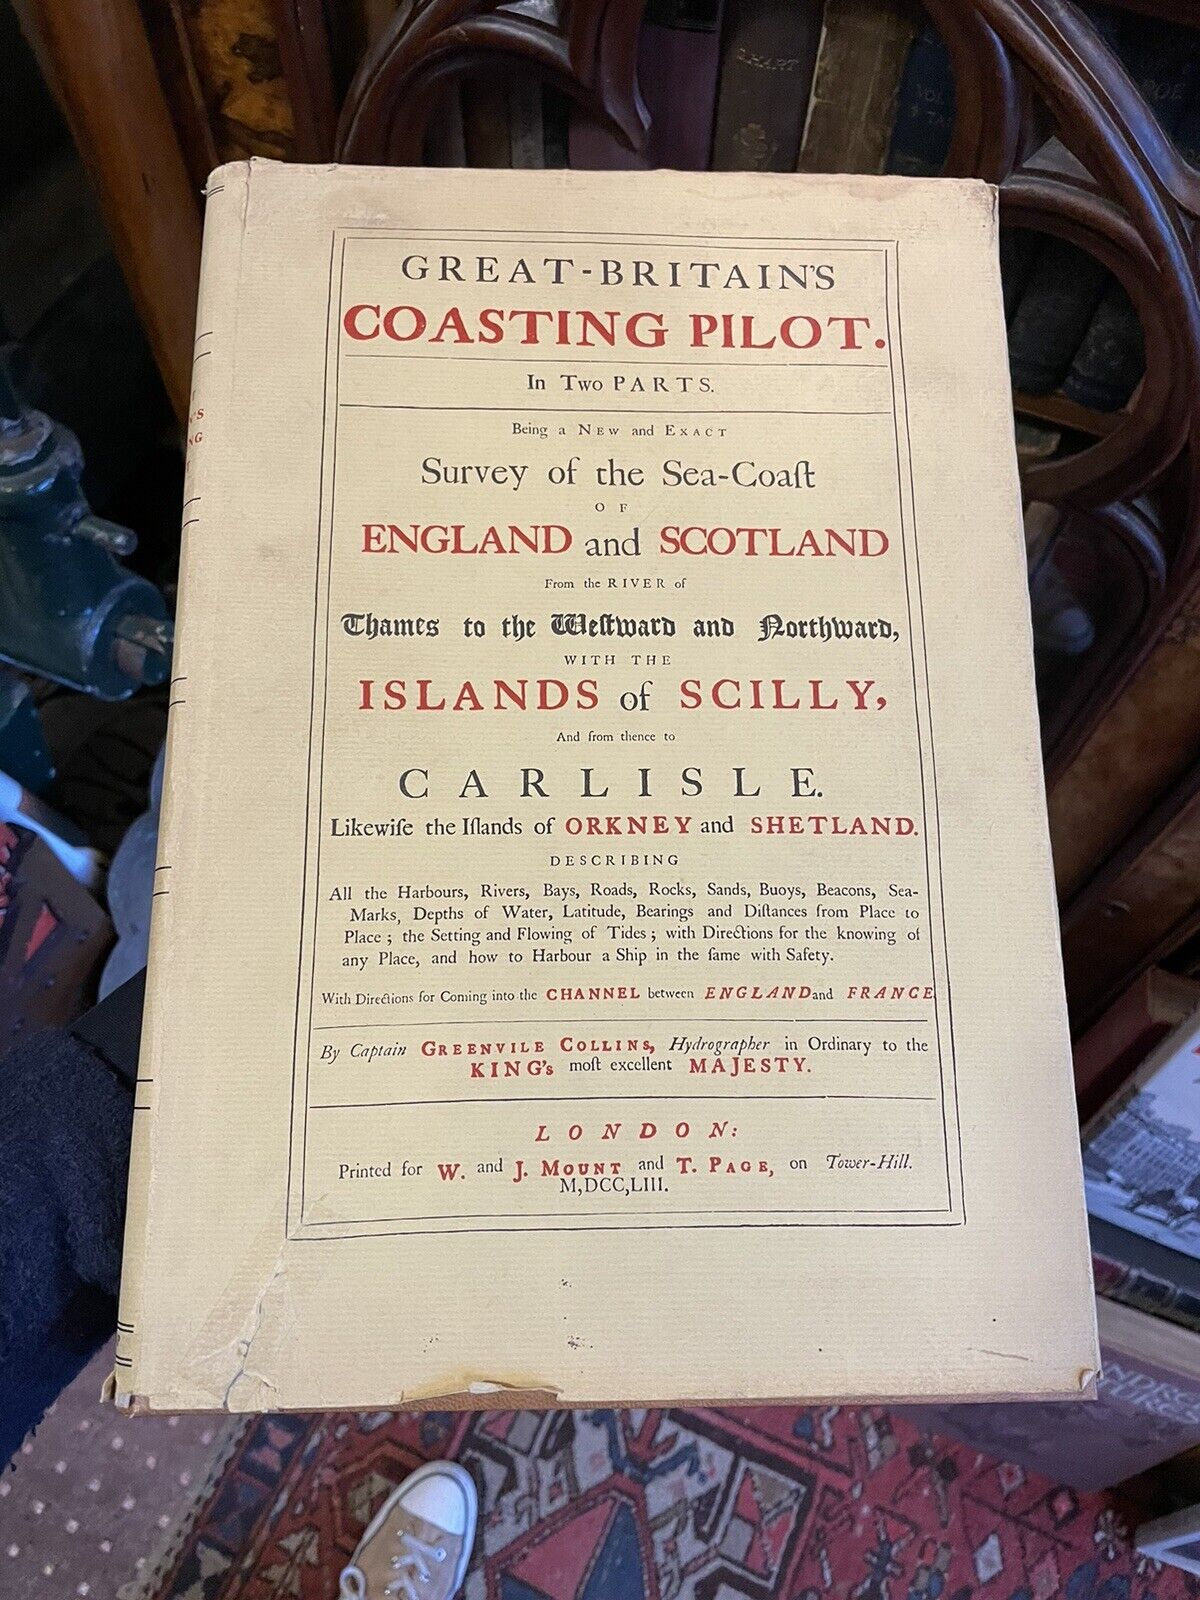 GREAT-BRITAIN'S
COASTING PILOT.
In Two PARTS.
Being a NEW and EXACT
Survey of the Sea-Coaſt
OF
ENGLAND and SCOTLAND
From the RIVER of
Thames to the Weſtward and Northward,
WITH THE
ISLANDS of SCILLY,
And from thence to
CARLISLE.
Likewiſe the Iſlands of ORKNEY and SHETLAND.
DESCRIBING
All the Harbours, Rivers, Bays, Roads, Rocks, Sands, Buoys, Beacons, Sea-
Marks, Depths of Water, Latitude, Bearings and Diſtances from Place to
Place; the Setting and Flowing of Tides; with Directions for the knowing of
any Place, and how to Harbour a Ship in the ſame with Safety.
With Directions for Coming into the CHANNEL between ENGLAND and FRANCE
By Captain GREENVILE COLLINS, Hydrographer in Ordinary to the
KING's moſt excellent MAJESTY.
LONDON:
Printed for W. and J. MOUNT and T. PAGE, on Tower-Hill.
M,DCC,LIII.
HART
VOL
POE